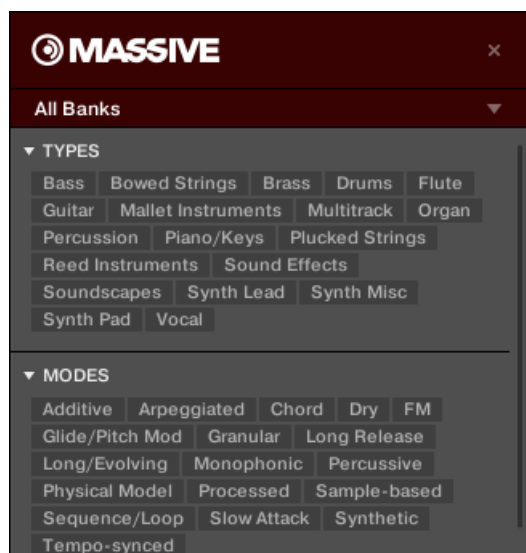 MASSIVE
All Banks
TYPES
Bass Bowed Strings Brass Drums Flute
Guitar Mallet Instruments Multitrack Organ
Percussion Piano/Keys Plucked Strings
Reed Instruments Sound Effects
Soundscapes Synth Lead Synth Misc
Synth Pad Vocal
MODES
Additive Arpeggiated Chord Dry FM
Glide/Pitch Mod Granular Long Release
Long/Evolving Monophonic Percussive
Physical Model Processed Sample-based
Sequence/Loop Slow Attack Synthetic
Tempo-synced